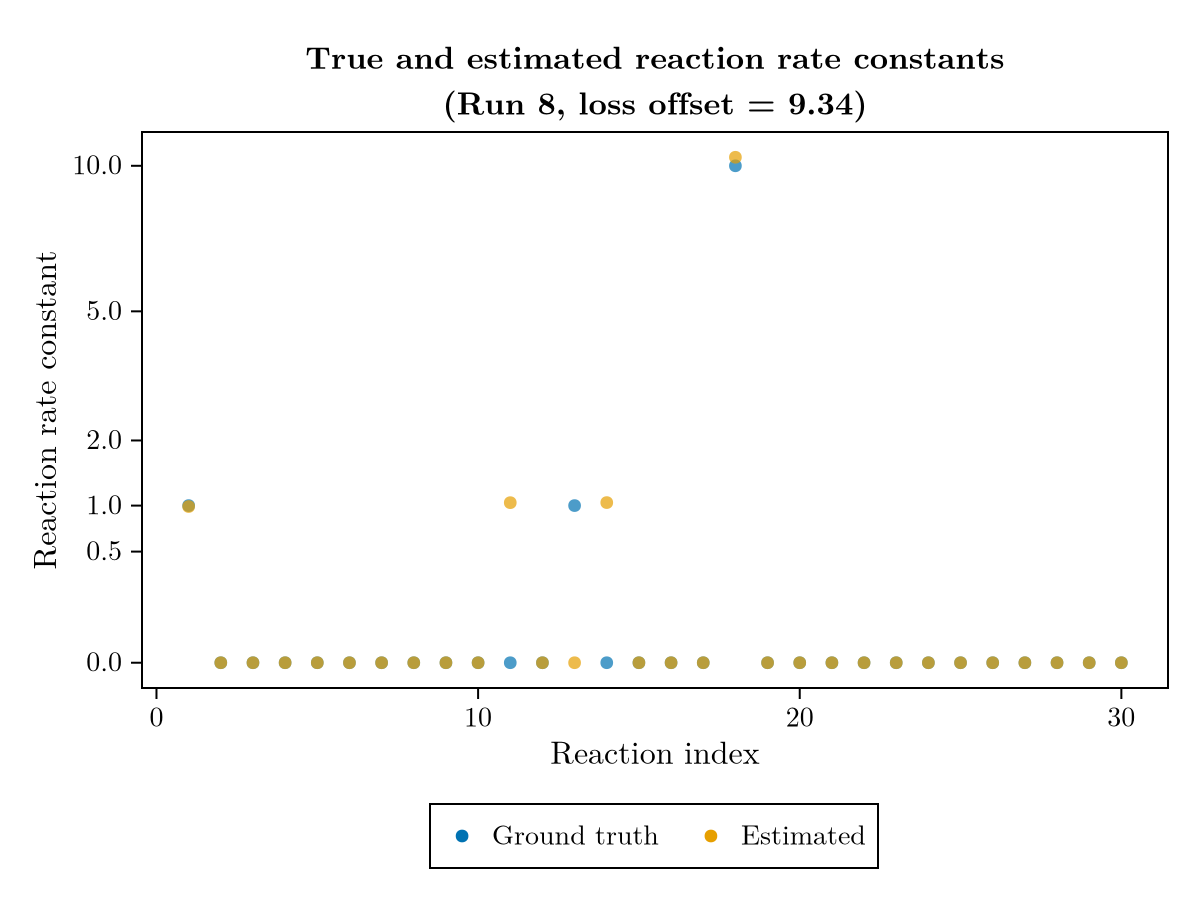 True and estimated reaction rate constants
(Run 8, loss offset = 9.34)
Reaction rate constant
10.0
5.0
2.0
1.0
0.5
0.0
0 10 20 30
Reaction index
Ground truth Estimated